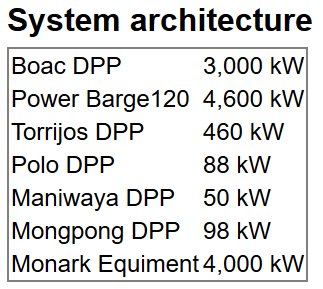 System architecture
Boac DPP 3,000 kW
Power Barge120 4,600 kW
Torrijos DPP 460 kW
Polo DPP 88 kW
Maniwaya DPP 50 kW
Mongpong DPP 98 kW
Monark Equiment 4,000 kW